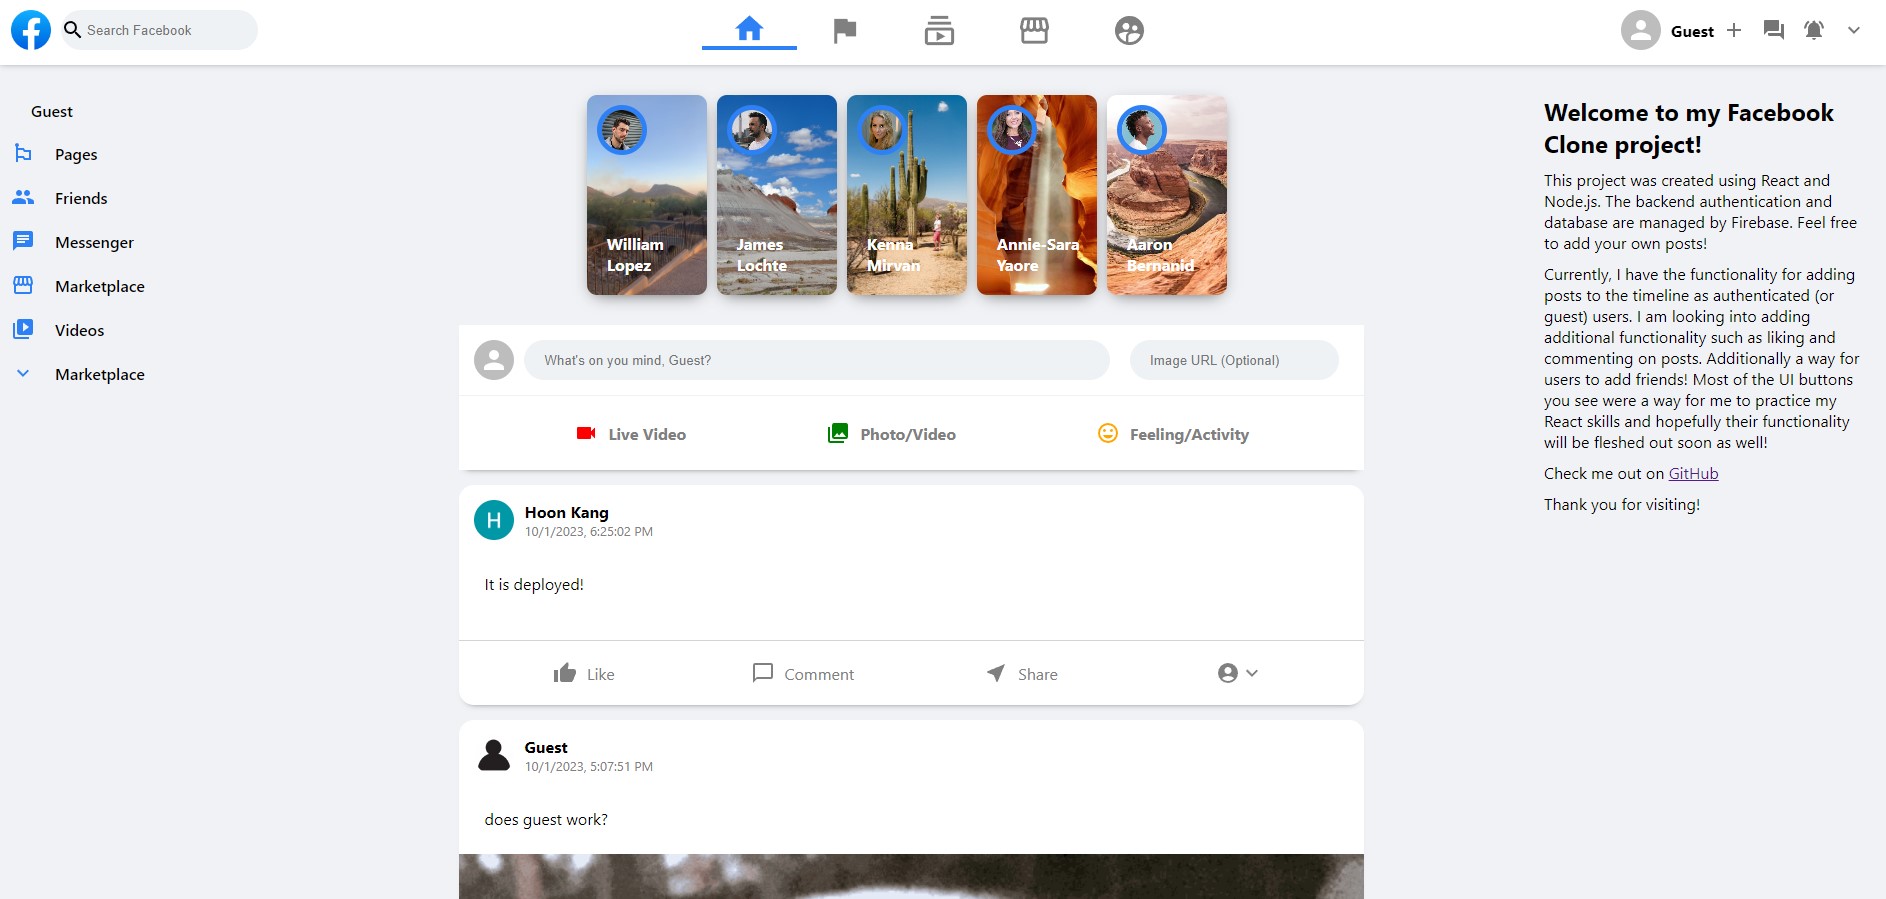 Search Facebook
Guest
Guest
Pages
Friends
Messenger
Marketplace
Videos
Marketplace
William
Lopez
James
Lochte
Kenna
Mirvan
Annie-Sara
Yaore
Aaron
Bernanid
What's on you mind, Guest?
Image URL (Optional)
Live Video
Photo/Video
Feeling/Activity
H
Hoon Kang
10/1/2023, 6:25:02 PM
It is deployed!
Like
Comment
Share
Guest
10/1/2023, 5:07:51 PM
does guest work?
Welcome to my Facebook
Clone project!
This project was created using React and
Node.js. The backend authentication and
database are managed by Firebase. Feel free
to add your own posts!
Currently, I have the functionality for adding
posts to the timeline as authenticated (or
guest) users. I am looking into adding
additional functionality such as liking and
commenting on posts. Additionally a way for
users to add friends! Most of the UI buttons
you see were a way for me to practice my
React skills and hopefully their functionality
will be fleshed out soon as well!
Check me out on GitHub
Thank you for visiting!